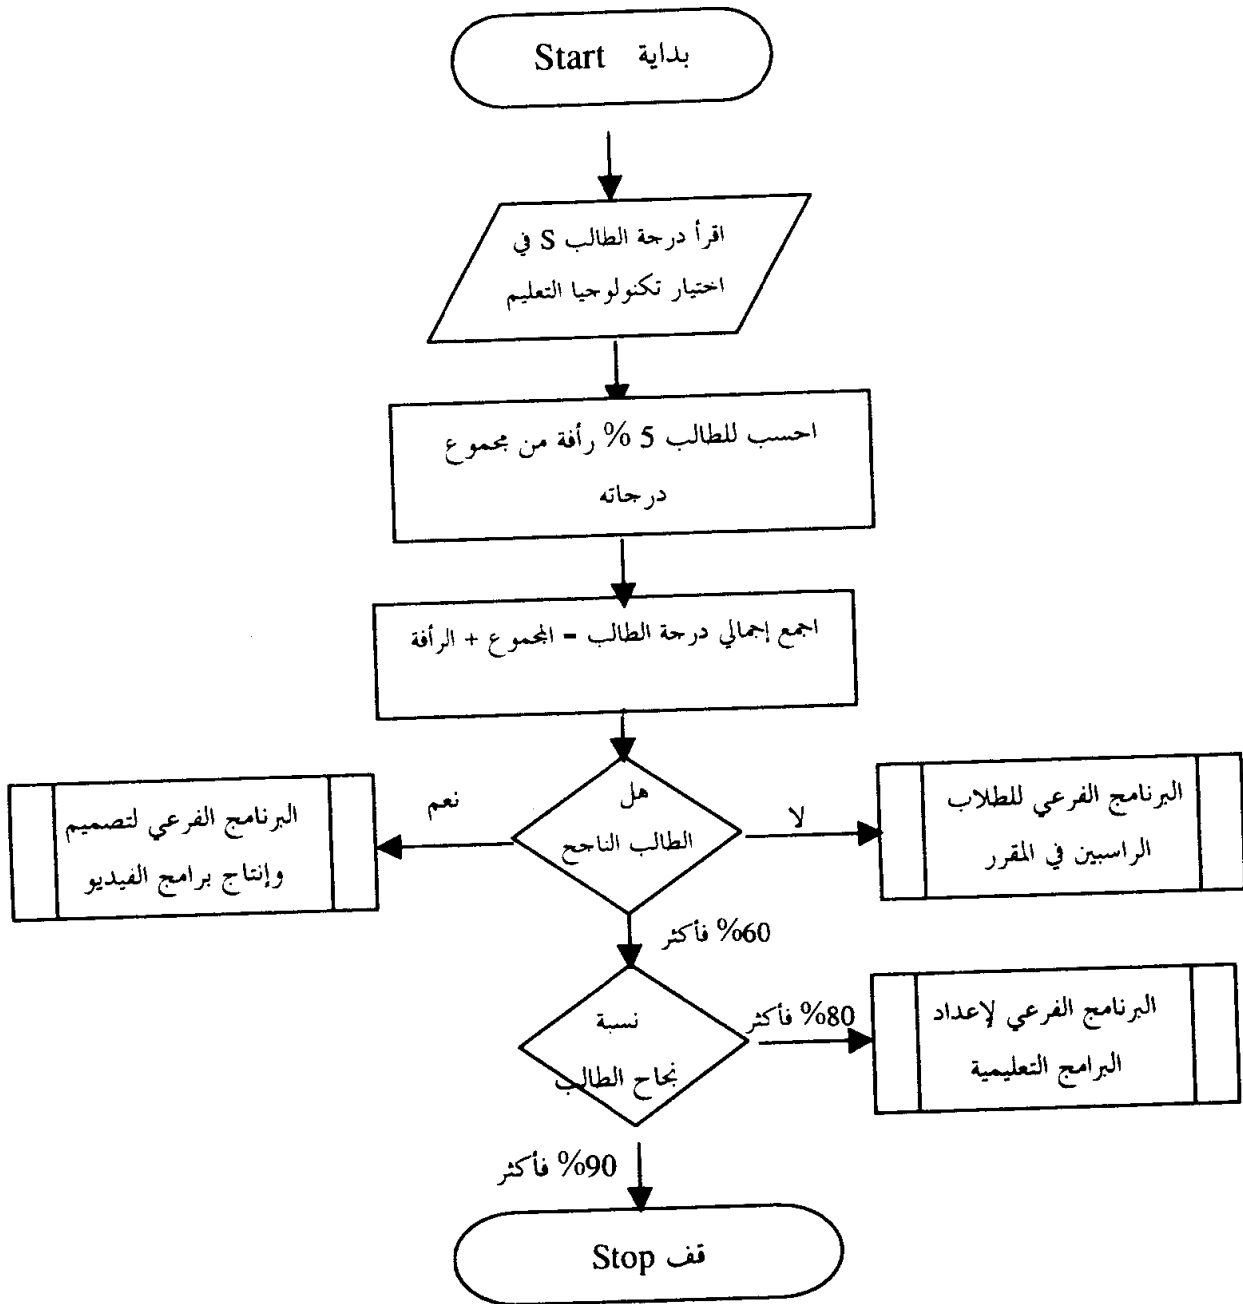 بداية Start
اقرأ درجة الطالب S في
اختيار تكنولوجيا التعليم
احسب للطالب 5 % رأفة من مجموع
درجاته
اجمع إجمالي درجة الطالب = المجموع + الرأفة
هل
الطالب الناجح
لا
البرنامج الفرعي للطلاب
الراسبين في المقرر
نعم
البرنامج الفرعي لتصميم
وإنتاج برامج الفيديو
%60 فأكثر
نسبة
نجاح الطالب
%80 فأكثر
البرنامج الفرعي لإعداد
البرامج التعليمية
%90 فأكثر
قف Stop